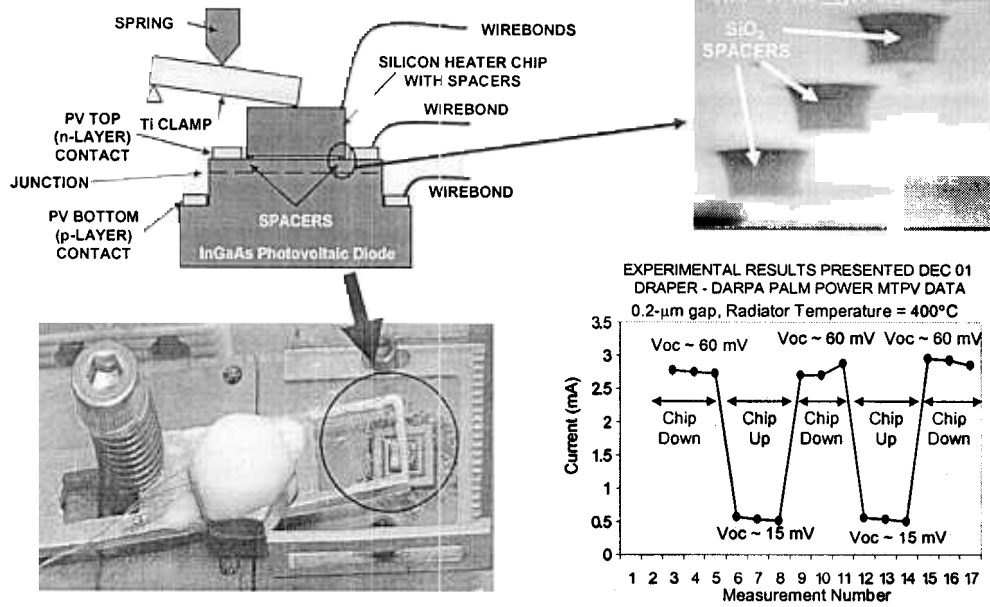 SPRING
WIREBONDS
SILICON HEATER CHIP
WITH SPACERS
WIREBOND
PV TOP
(n-LAYER)
CONTACT
Ti CLAMP
JUNCTION
WIREBOND
PV BOTTOM
(p-LAYER)
CONTACT
SPACERS
InGaAs Photovoltaic Diode
SiO₂
SPACERS
EXPERIMENTAL RESULTS PRESENTED DEC 01
DRAPER - DARPA PALM POWER MTPV DATA
0.2-μm gap, Radiator Temperature = 400°C
3.5
3
2.5
2
1.5
1
0.5
0
Current (mA)
Voc ~ 60 mV
Voc ~ 60 mV
Voc ~ 60 mV
Chip
Down
Chip
Up
Chip
Down
Chip
Up
Chip
Down
Voc ~ 15 mV
Voc ~ 15 mV
1 2 3 4 5 6 7 8 9 10 11 12 13 14 15 16 17
Measurement Number